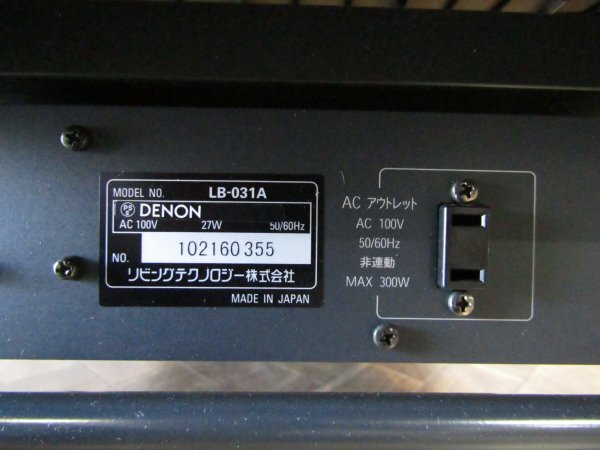 MODEL NO. LB-031A
PS E DENON
AC 100V 27W 50/60Hz
NO. 102160355
リビングテクノロジー株式会社
MADE IN JAPAN
AC アウトレット
AC 100V
50/60Hz
非連動
MAX 300W